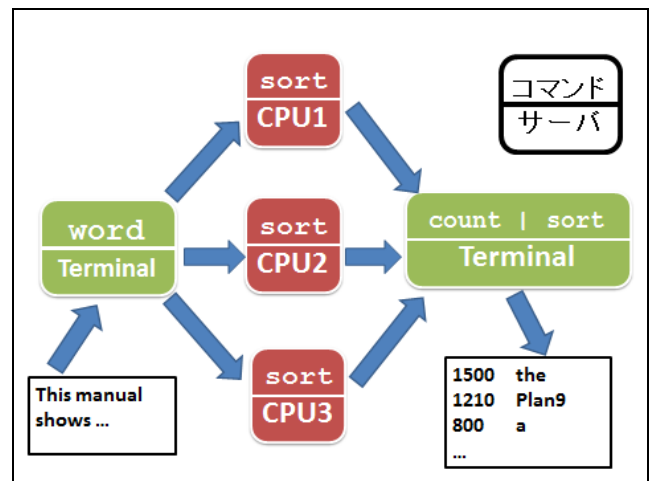 sort
CPU1
コマンド
サーバ
word
Terminal
sort
CPU2
count | sort
Terminal
sort
CPU3
This manual
shows ...
1500 the
1210 Plan9
800 a
...